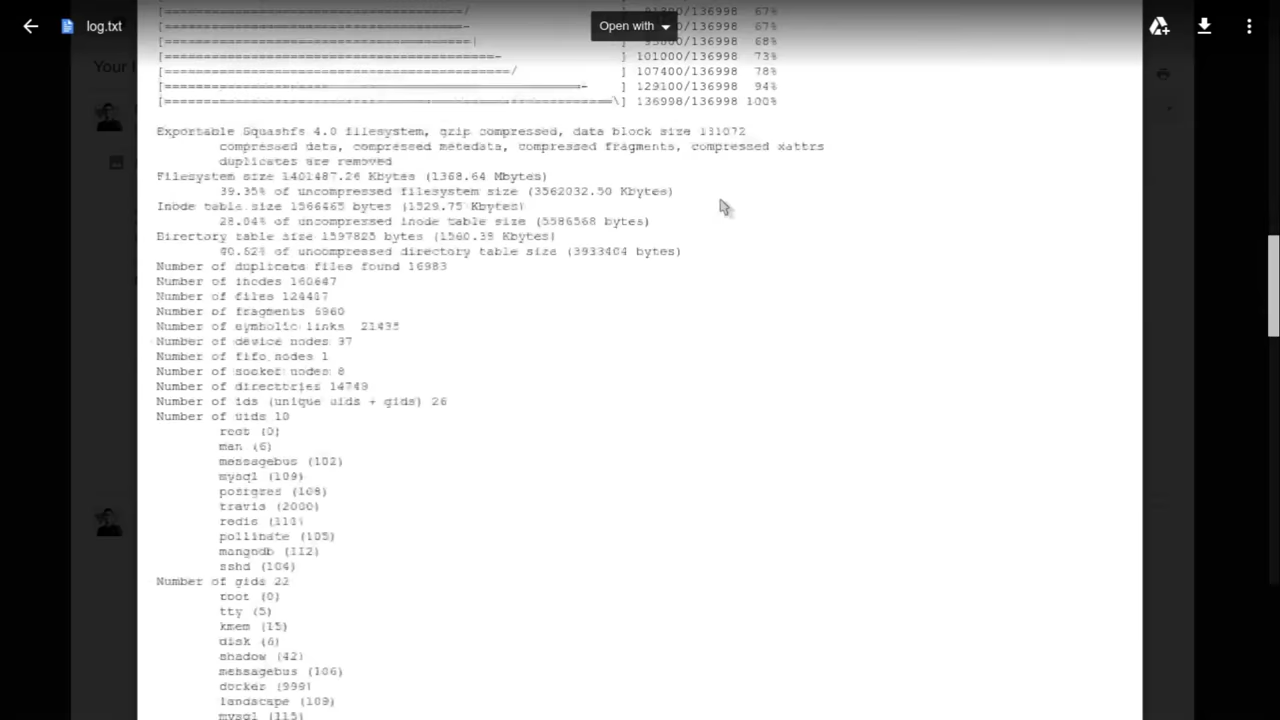 log.txt
Open with
Your
[======================================/ ] 91300/136998 67%
[======================================- ] 67%
[=======================================| ] 68%
[==========================================- ] 101000/136998 73%
[============================================/ ] 107400/136998 78%
[=====================================================- ] 129100/136998 94%
[=========================================================\] 136998/136998 100%
Exportable Squashfs 4.0 filesystem, gzip compressed, data block size 131072
compressed data, compressed metadata, compressed fragments, compressed xattrs
duplicates are removed
Filesystem size 1401487.26 Kbytes (1368.64 Mbytes)
39.35% of uncompressed filesystem size (3562032.50 Kbytes)
Inode table size 1566465 bytes (1529.75 Kbytes)
28.04% of uncompressed inode table size (5586568 bytes)
Directory table size 1597825 bytes (1560.38 Kbytes)
40.62% of uncompressed directory table size (3933404 bytes)
Number of duplicate files found 16983
Number of inodes 160647
Number of files 124417
Number of fragments 6960
Number of symbolic links 21435
Number of device nodes 37
Number of fifo nodes 1
Number of socket nodes 8
Number of directories 14749
Number of ids (unique uids + gids) 26
Number of uids 10
root (0)
man (6)
messagebus (102)
mysql (109)
postgres (108)
travis (2000)
redis (111)
pollinate (105)
mongodb (112)
sshd (104)
Number of gids 22
root (0)
tty (5)
kmem (15)
disk (6)
shadow (42)
messagebus (106)
docker (999)
landscape (109)
mysql (115)